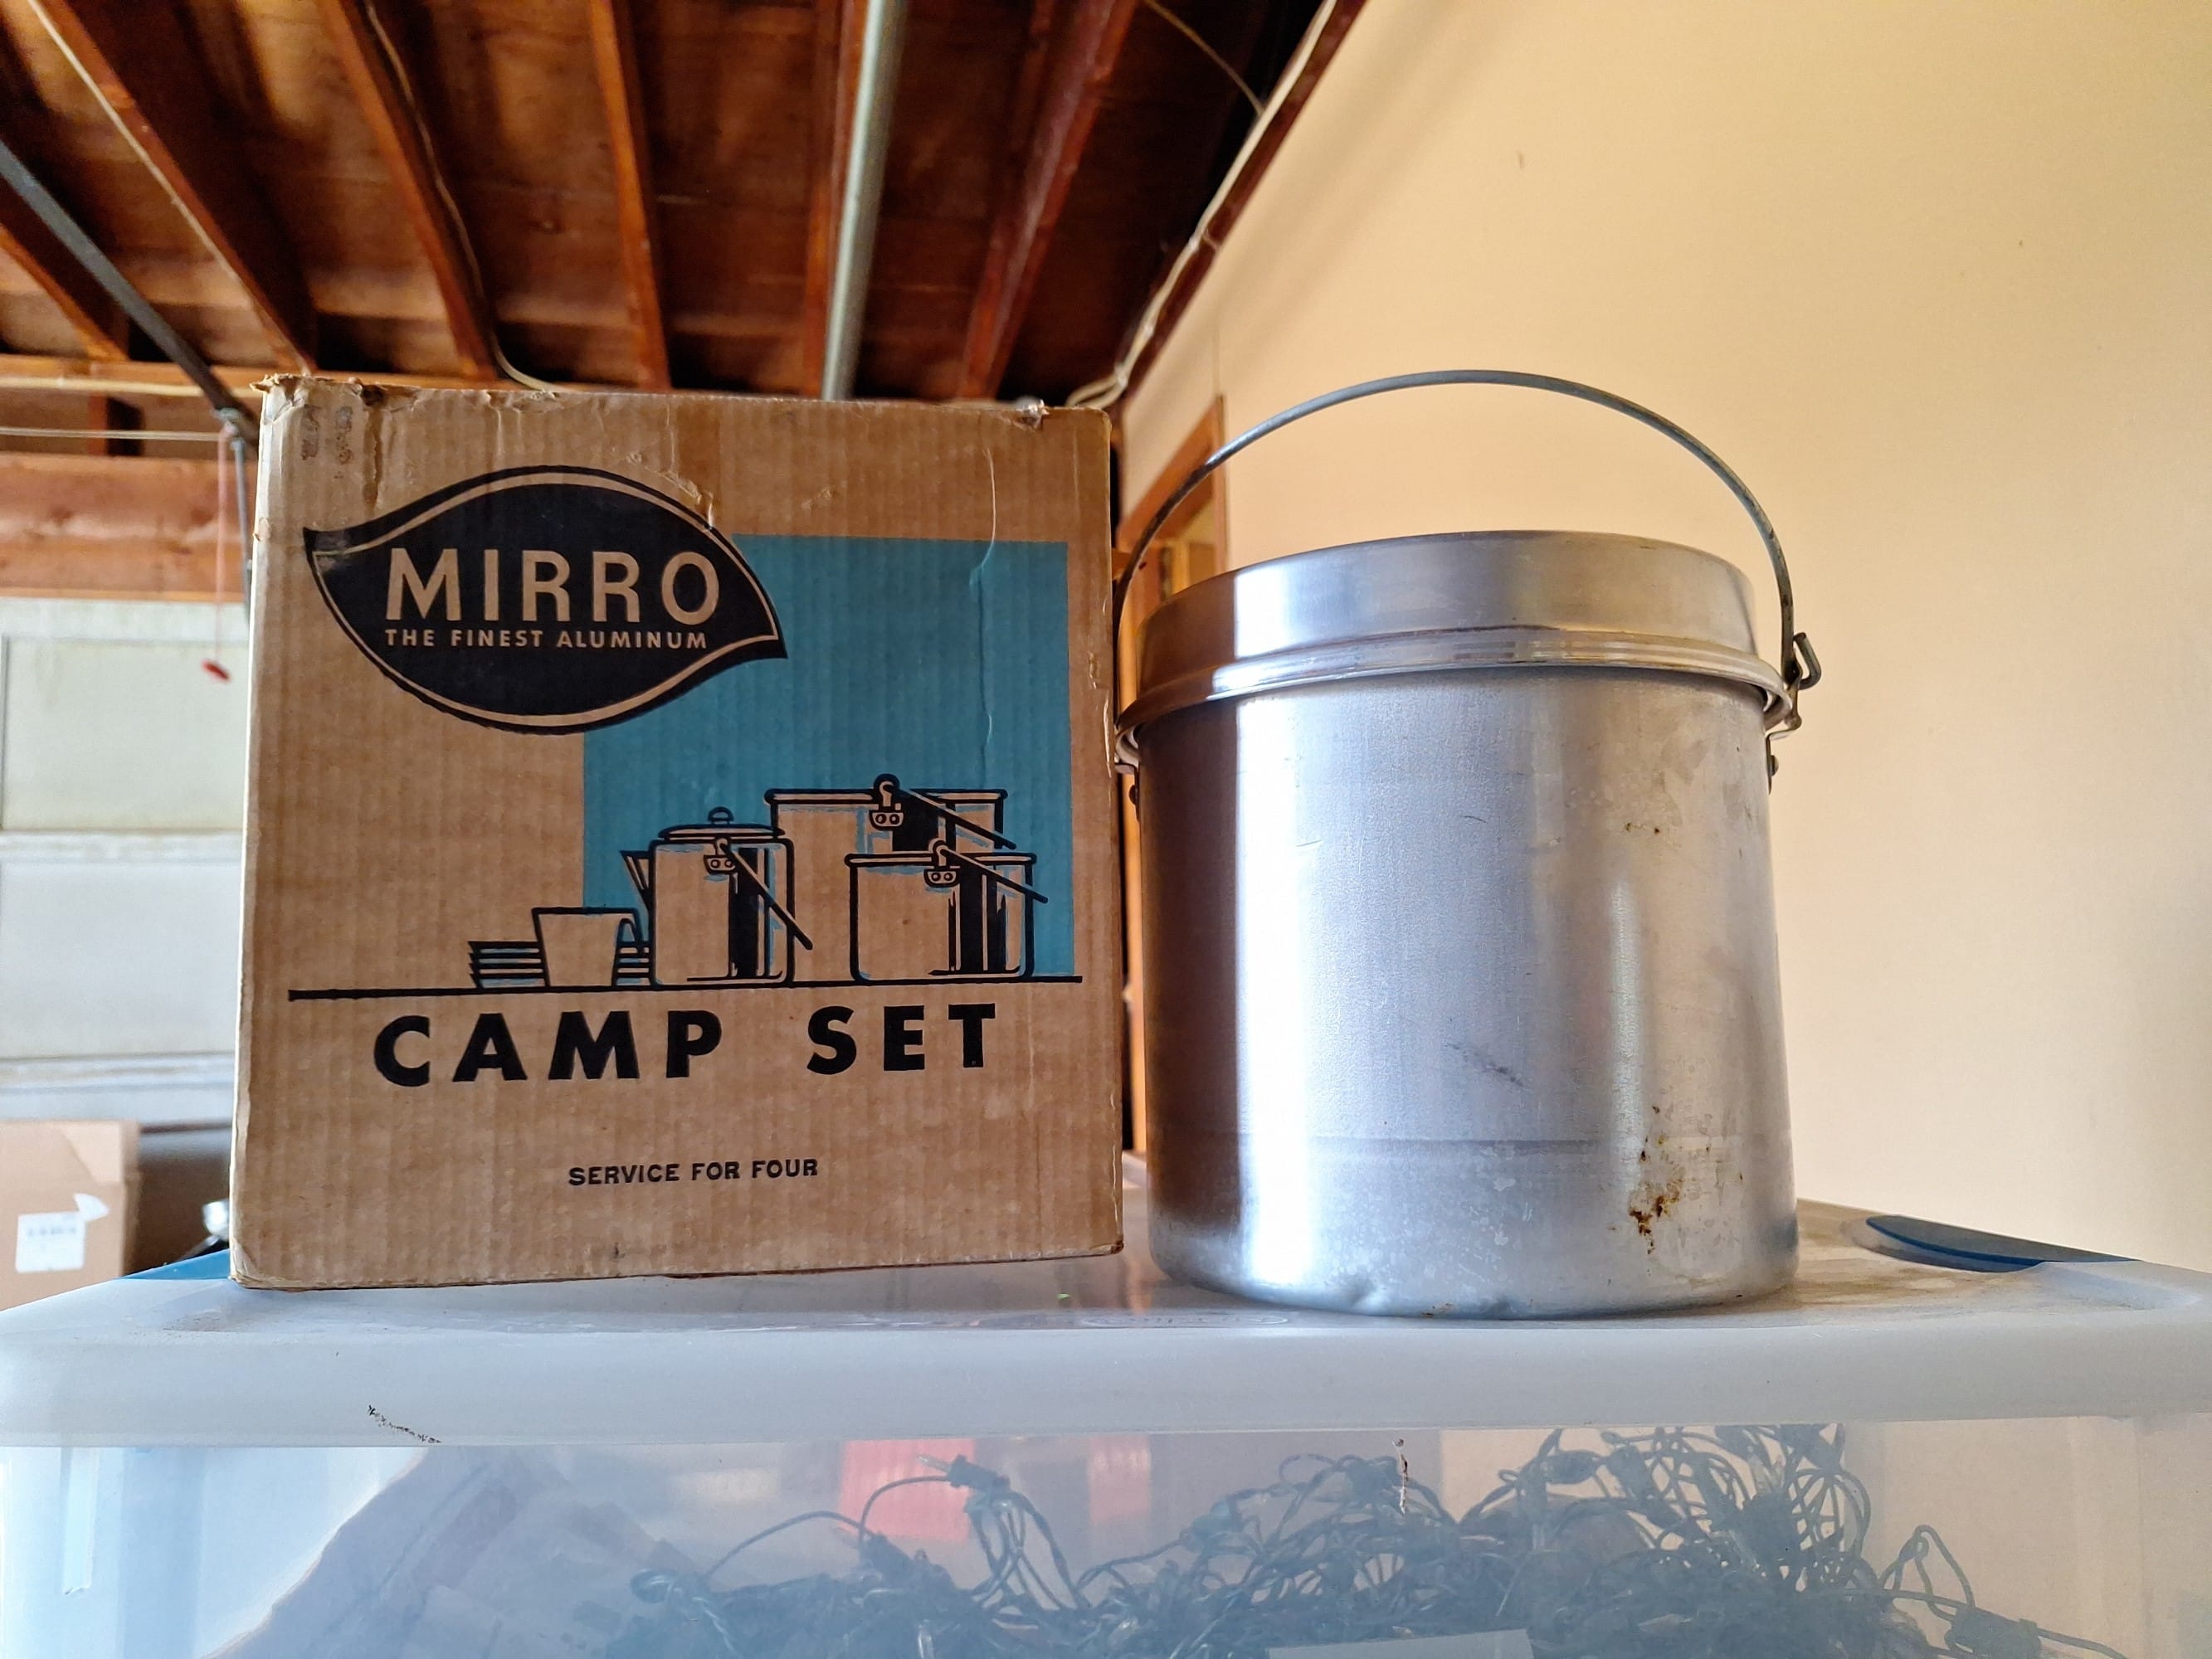 MIRRO
THE FINEST ALUMINUM
CAMP SET
SERVICE FOR FOUR